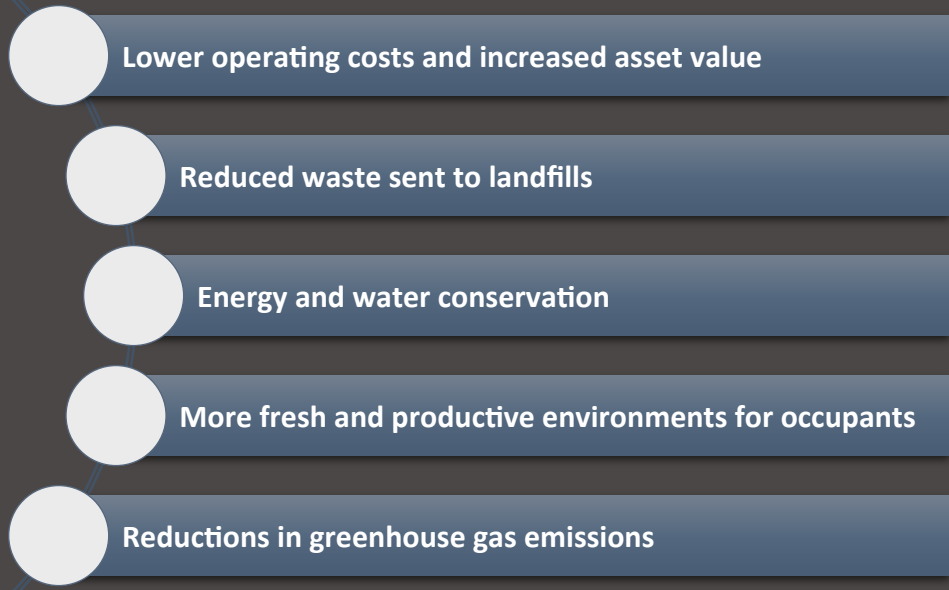 Lower operating costs and increased asset value
Reduced waste sent to landfills
Energy and water conservation
More fresh and productive environments for occupants
Reductions in greenhouse gas emissions